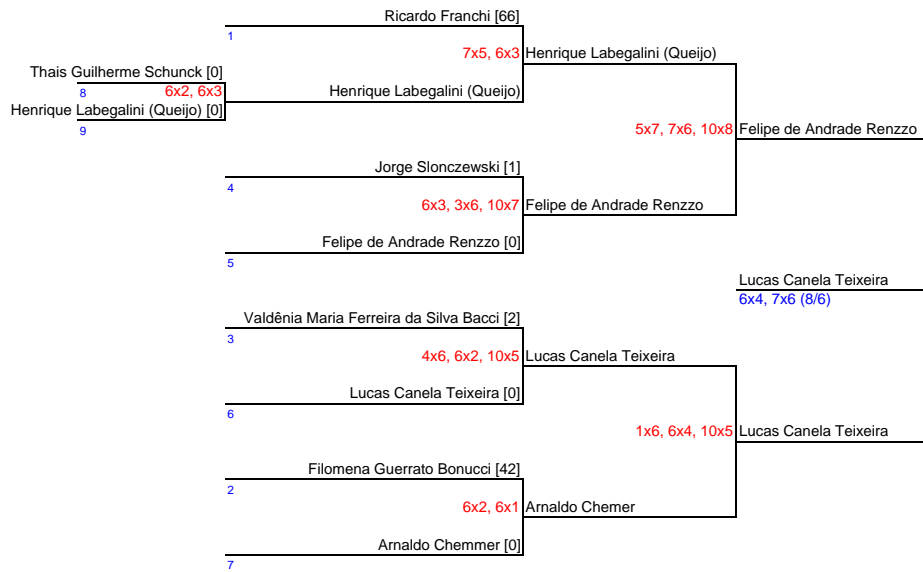 Ricardo Franchi [66]
1
7x5, 6x3 Henrique Labegalini (Queijo)
Thais Guilherme Schunck [0]
8
6x2, 6x3
Henrique Labegalini (Queijo)
Henrique Labegalini (Queijo) [0]
9
5x7, 7x6, 10x8 Felipe de Andrade Renzzo
Jorge Slonczewski [1]
4
6x3, 3x6, 10x7 Felipe de Andrade Renzzo
Felipe de Andrade Renzzo [0]
5
Lucas Canela Teixeira
6x4, 7x6 (8/6)
Valdênia Maria Ferreira da Silva Bacci [2]
3
4x6, 6x2, 10x5 Lucas Canela Teixeira
Lucas Canela Teixeira [0]
6
1x6, 6x4, 10x5 Lucas Canela Teixeira
Filomena Guerrato Bonucci [42]
2
6x2, 6x1 Arnaldo Chemer
Arnaldo Chemmer [0]
7